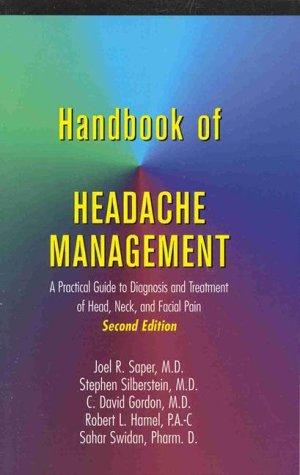 Handbook of
HEADACHE
MANAGEMENT
A Practical Guide to Diagnosis and Treatment
of Head, Neck, and Facial Pain
Second Edition
Joel R. Saper, M.D.
Stephen Silberstein, M.D.
C. David Gordon, M.D.
Robert L. Hamel, P.A.-C
Sahar Swidan, Pharm. D.